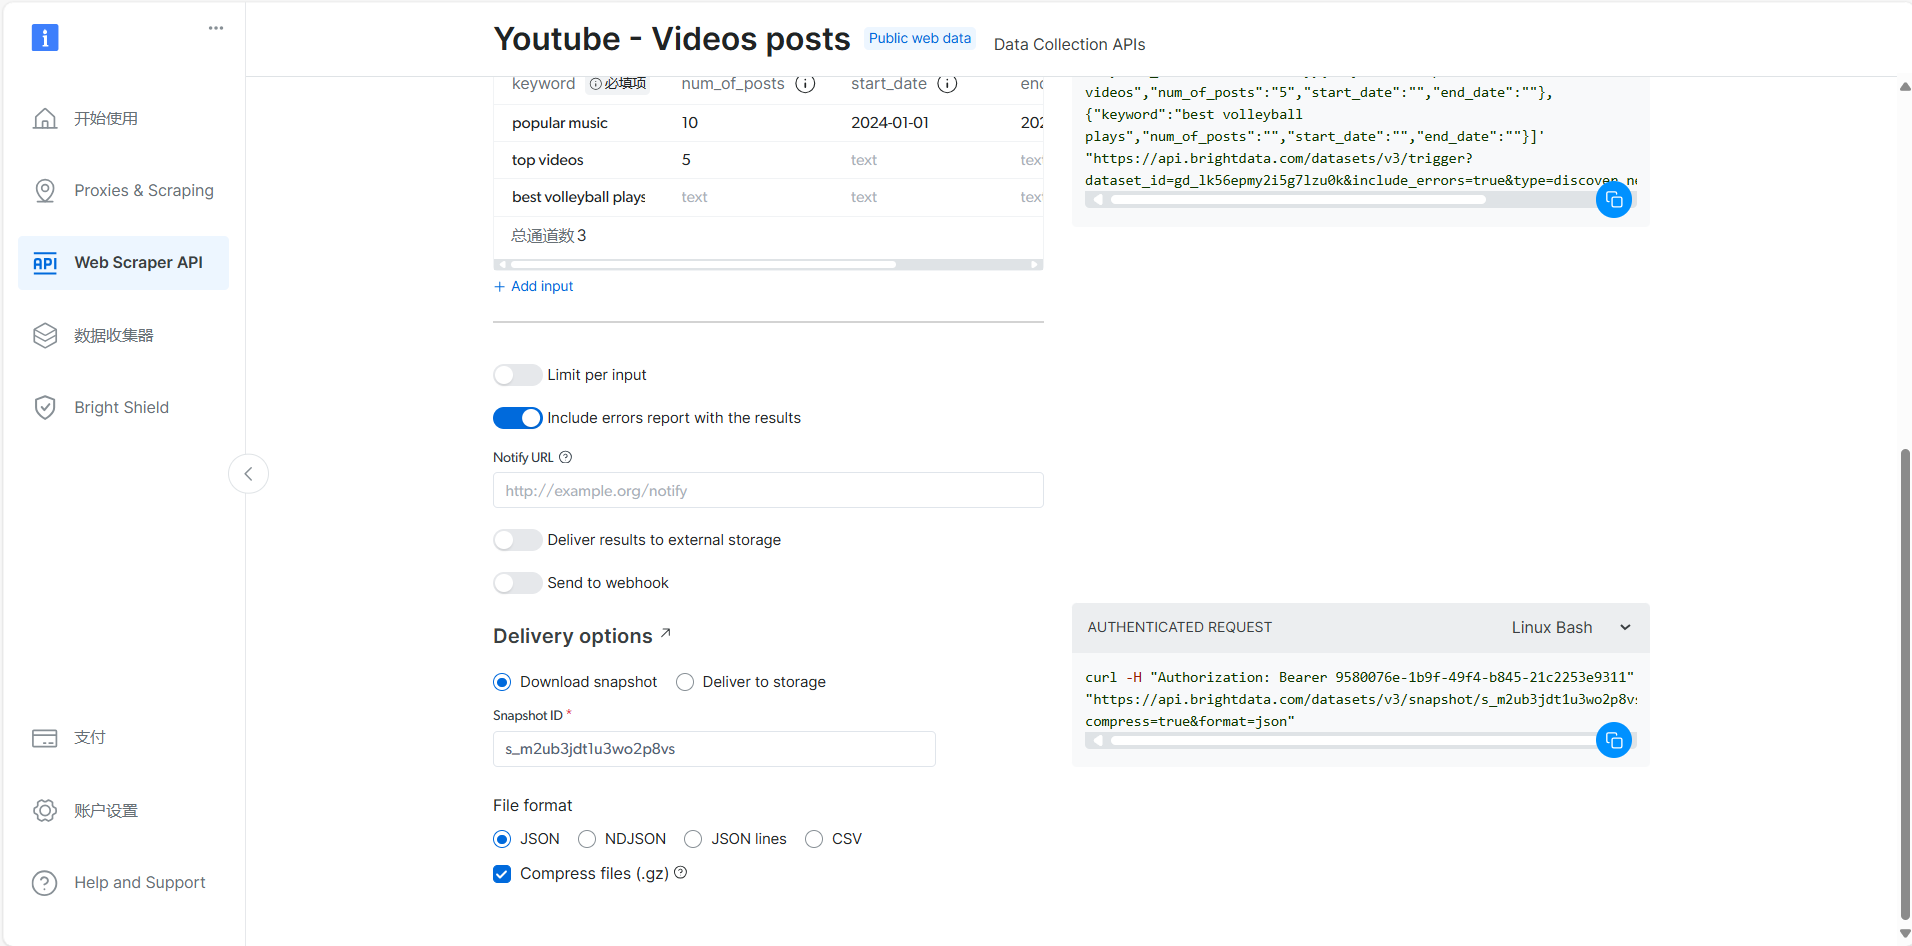 Youtube - Videos posts
Public web data
Data Collection APIs
开始使用
Proxies & Scraping
API
Web Scraper API
数据收集器
Bright Shield
支付
账户设置
Help and Support
keyword 必填项 num_of_posts start_date
popular music 10 2024-01-01
top videos 5 text
best volleyball plays text text
总通道数 3
+ Add input
Limit per input
Include errors report with the results
Notify URL
http://example.org/notify
Deliver results to external storage
Send to webhook
Delivery options
Download snapshot Deliver to storage
Snapshot ID *
s_m2ub3jdt1u3wo2p8vs
File format
JSON NDJSON JSON lines CSV
Compress files (.gz)
videos","num_of_posts":"5","start_date":"","end_date":""},
{"keyword":"best volleyball
plays","num_of_posts":"","start_date":"","end_date":""}]'
"https://api.brightdata.com/datasets/v3/trigger?
dataset_id=gd_lk56epmy2i5g7lzu0k&include_errors=true&type=discover_ne
AUTHENTICATED REQUEST
Linux Bash
curl -H "Authorization: Bearer 9580076e-1b9f-49f4-b845-21c2253e9311"
"https://api.brightdata.com/datasets/v3/snapshot/s_m2ub3jdt1u3wo2p8vs
compress=true&format=json"